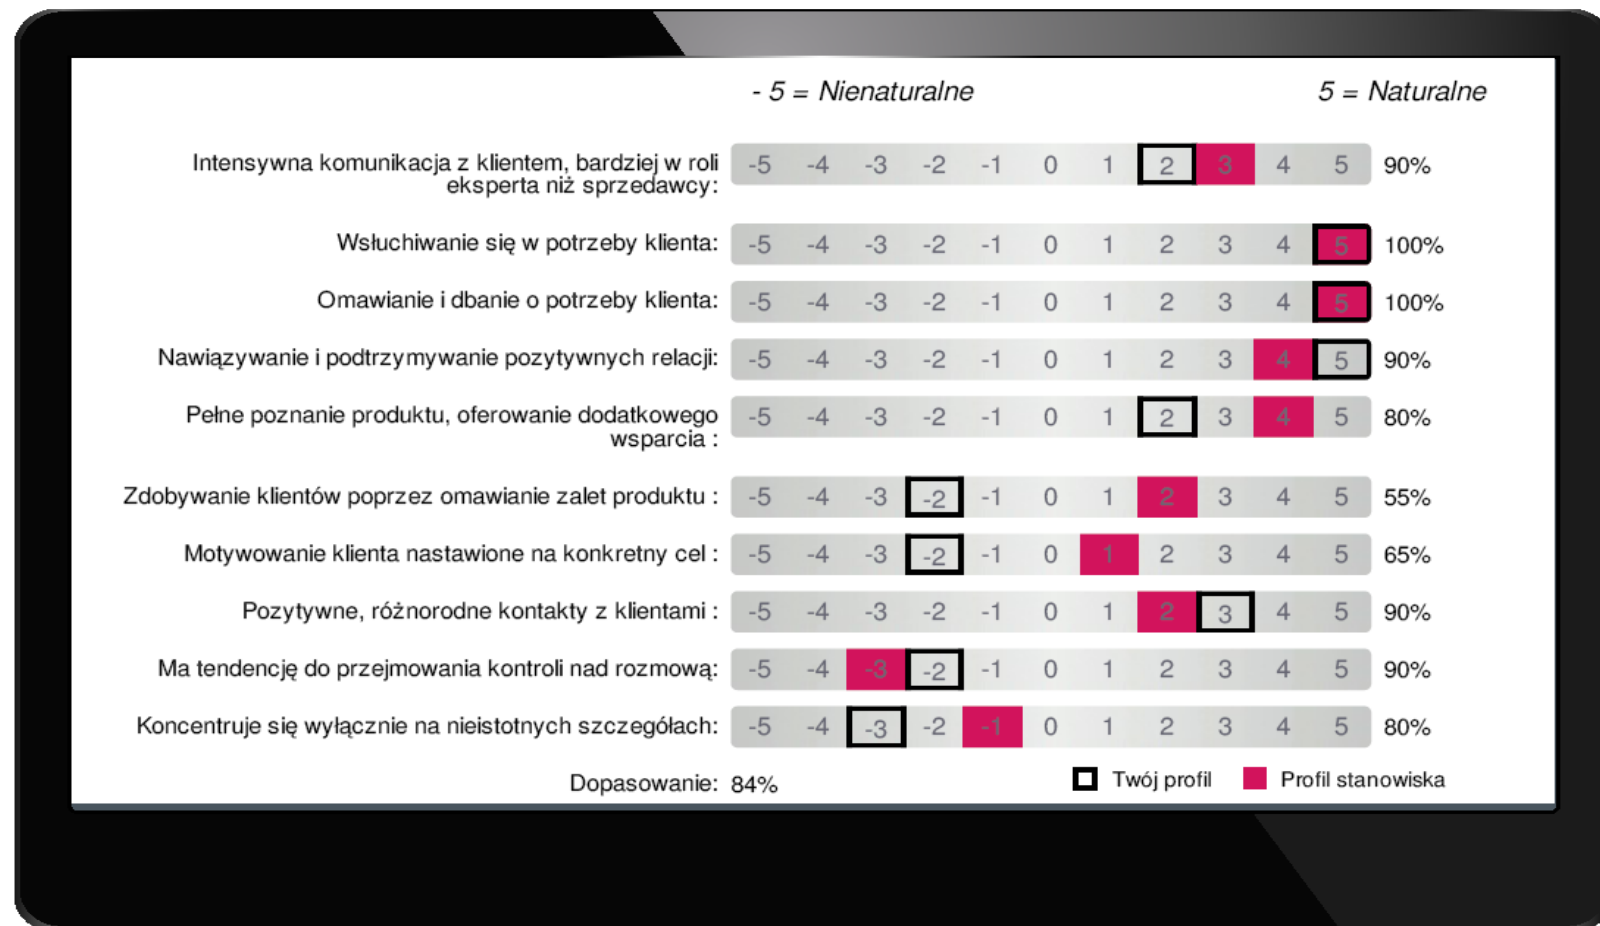 - 5 = Nienaturalne 5 = Naturalne
Intensywna komunikacja z klientem, bardziej w roli
eksperta niż sprzedawcy:
-5 -4 -3 -2 -1 0 1 2 3 4 5 90%
Wsłuchiwanie się w potrzeby klienta: -5 -4 -3 -2 -1 0 1 2 3 4 5 100%
Omawianie i dbanie o potrzeby klienta: -5 -4 -3 -2 -1 0 1 2 3 4 5 100%
Nawiązywanie i podtrzymywanie pozytywnych relacji: -5 -4 -3 -2 -1 0 1 2 3 4 5 90%
Pełne poznanie produktu, oferowanie dodatkowego
wsparcia :
-5 -4 -3 -2 -1 0 1 2 3 4 5 80%
Zdobywanie klientów poprzez omawianie zalet produktu : -5 -4 -3 -2 -1 0 1 2 3 4 5 55%
Motywowanie klienta nastawione na konkretny cel : -5 -4 -3 -2 -1 0 1 2 3 4 5 65%
Pozytywne, różnorodne kontakty z klientami : -5 -4 -3 -2 -1 0 1 2 3 4 5 90%
Ma tendencję do przejmowania kontroli nad rozmową: -5 -4 -3 -2 -1 0 1 2 3 4 5 90%
Koncentruje się wyłącznie na nieistotnych szczegółach: -5 -4 -3 -2 -1 0 1 2 3 4 5 80%
Dopasowanie: 84% Twój profil Profil stanowiska